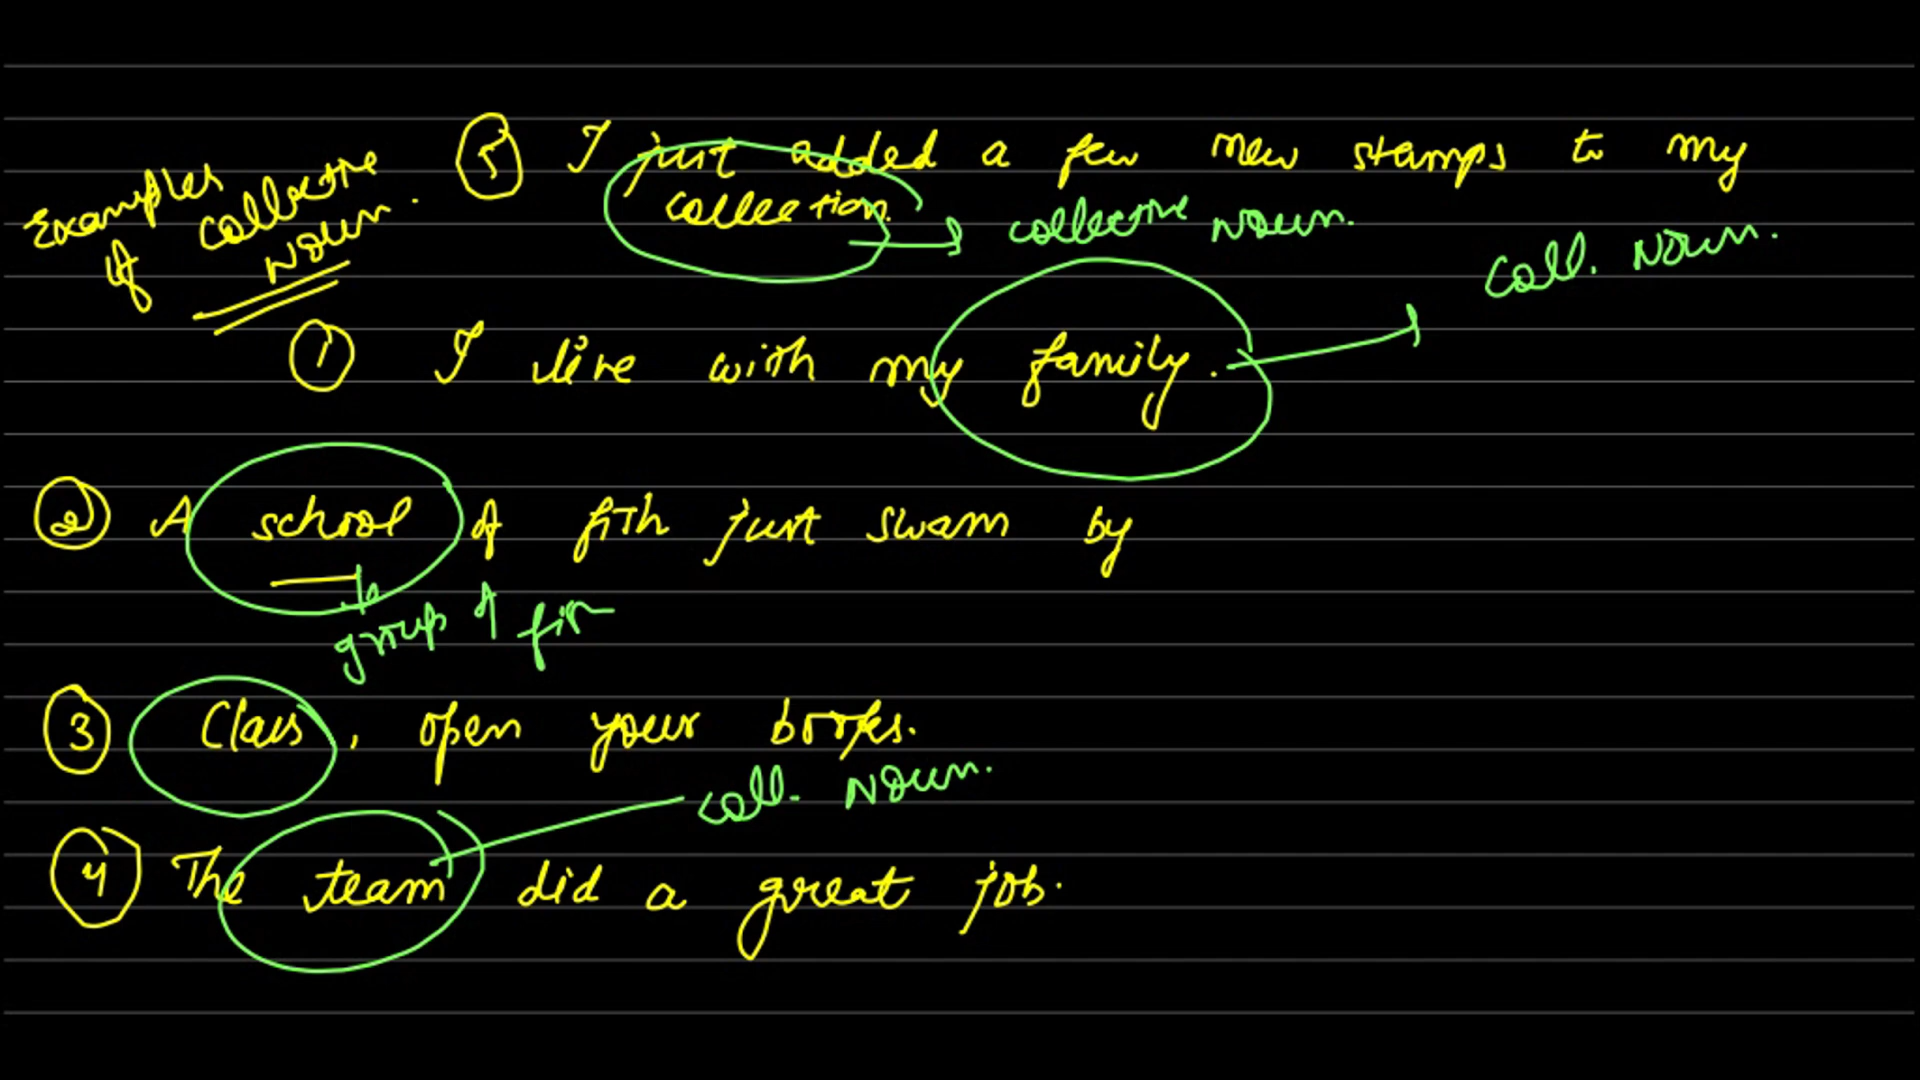 Examples of collective Noun.
⑤ I just added a few new stamps to my
collection. → collective Noun.
① I live with my family. → Coll. Noun.
② A school of fish just swam by
group of
③ Class, open your books.
④ The team did a great job.
coll. Noun.